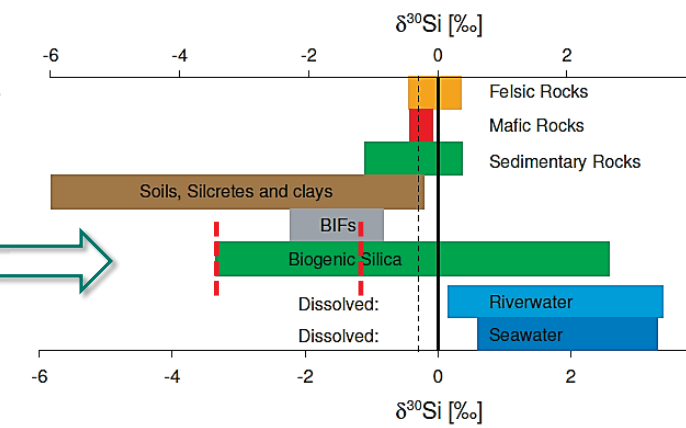 δ³⁰Si [‰]
-6 -4 -2 0 2
Felsic Rocks
Mafic Rocks
Sedimentary Rocks
Soils, Silcretes and clays
BIFs
Biogenic Silica
Dissolved: Riverwater
Dissolved: Seawater
-6 -4 -2 0 2
δ³⁰Si [‰]